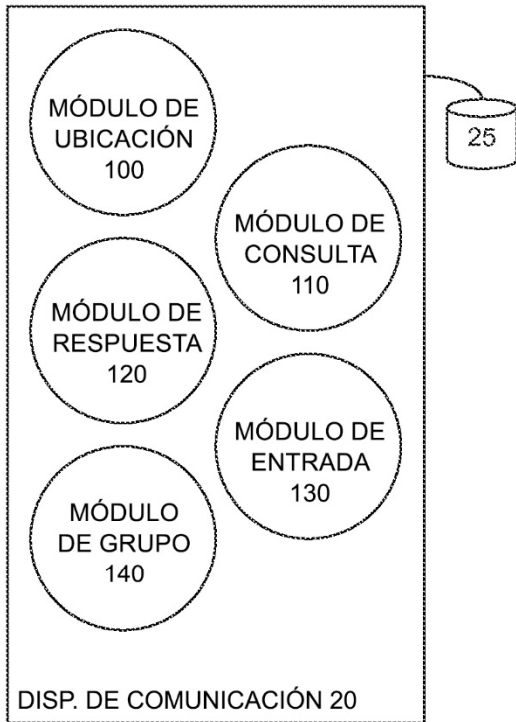 MÓDULO DE
UBICACIÓN
100
25
MÓDULO DE
CONSULTA
110
MÓDULO DE
RESPUESTA
120
MÓDULO DE
ENTRADA
130
MÓDULO
DE GRUPO
140
DISP. DE COMUNICACIÓN 20